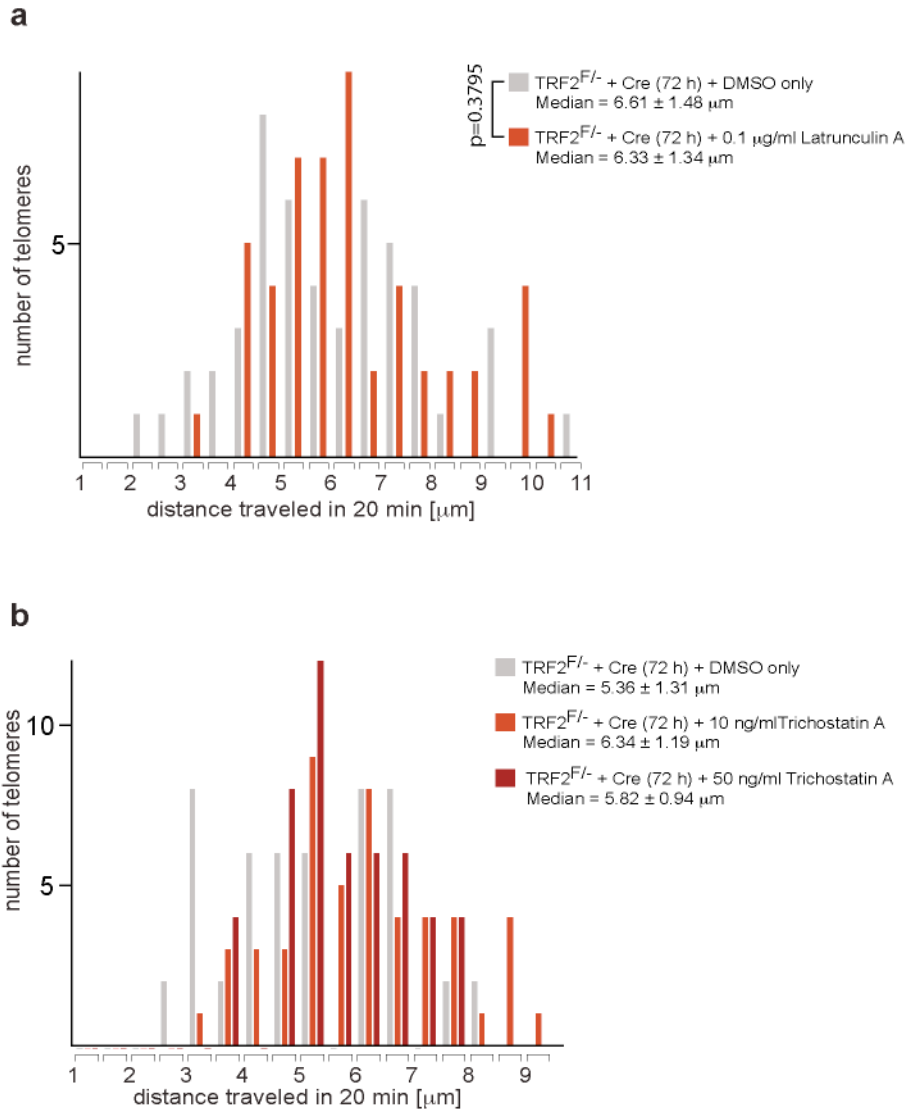 a
number of telomeres
5
1 2 3 4 5 6 7 8 9 10 11
distance traveled in 20 min [μm]
p=0.3795
TRF2F/- + Cre (72 h) + DMSO only
Median = 6.61 ± 1.48 μm
TRF2F/- + Cre (72 h) + 0.1 μg/ml Latrunculin A
Median = 6.33 ± 1.34 μm
b
number of telomeres
10
5
1 2 3 4 5 6 7 8 9
distance traveled in 20 min [μm]
TRF2F/- + Cre (72 h) + DMSO only
Median = 5.36 ± 1.31 μm
TRF2F/- + Cre (72 h) + 10 ng/mlTrichostatin A
Median = 6.34 ± 1.19 μm
TRF2F/- + Cre (72 h) + 50 ng/ml Trichostatin A
Median = 5.82 ± 0.94 μm